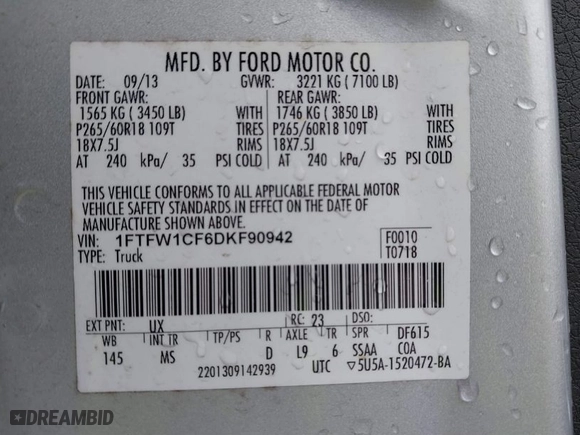 MFD. BY FORD MOTOR CO.
DATE: 09/13 GVWR: 3221 KG ( 7100 LB)
FRONT GAWR: REAR GAWR:
1565 KG ( 3450 LB) WITH 1746 KG ( 3850 LB) WITH
P265/60R18 109T TIRES P265/60R18 109T TIRES
18X7.5J RIMS 18X7.5J RIMS
AT 240 kPa/ 35 PSI COLD AT 240 kPa/ 35 PSI COLD
THIS VEHICLE CONFORMS TO ALL APPLICABLE FEDERAL MOTOR
VEHICLE SAFETY STANDARDS IN EFFECT ON THE DATE OF
MANUFACTURE SHOWN ABOVE.
VIN: 1FTFW1CF6DKF90942 F0010
TYPE: Truck T0718
EXT PNT: UX RC: 23 DSO:
WB INT TR TP/PS R AXLE TR SPR DF615
145 MS D L9 6 SSAA COA
2201309142939 UTC ▽5U5A-1520472-BA
DREAMBID